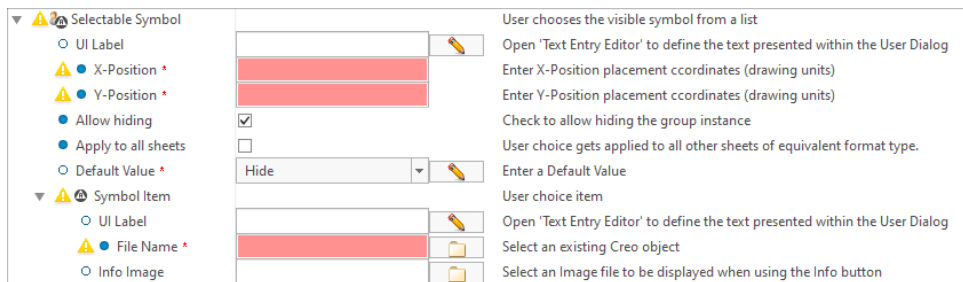 Selectable Symbol User chooses the visible symbol from a list
UI Label Open 'Text Entry Editor' to define the text presented within the User Dialog
X-Position * Enter X-Position placement ccordinates (drawing units)
Y-Position * Enter Y-Position placement ccordinates (drawing units)
Allow hiding Check to allow hiding the group instance
Apply to all sheets User choice gets applied to all other sheets of equivalent format type.
Default Value * Hide Enter a Default Value
Symbol Item User choice item
UI Label Open 'Text Entry Editor' to define the text presented within the User Dialog
File Name * Select an existing Creo object
Info Image Select an Image file to be displayed when using the Info button